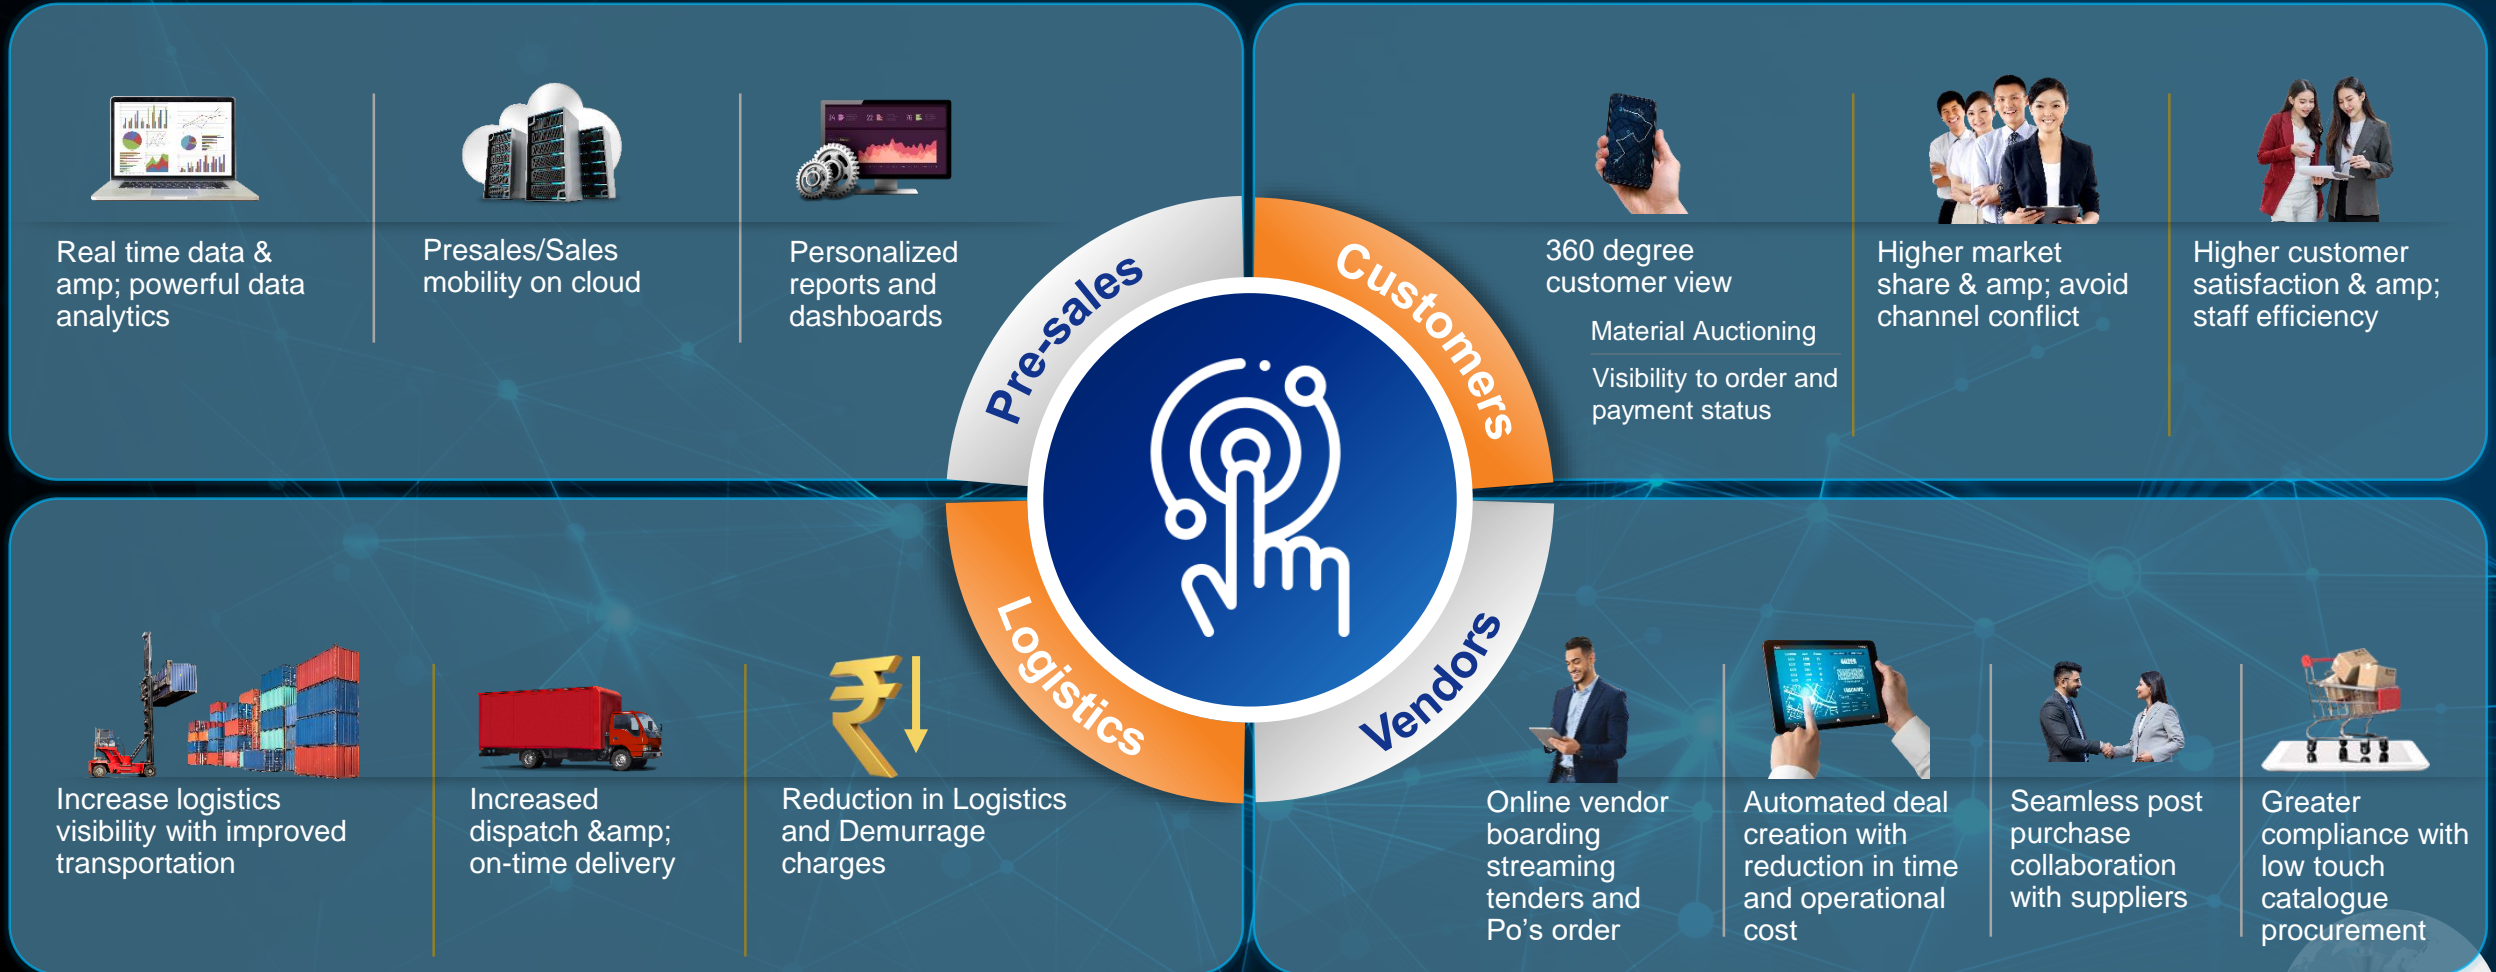 Real time data &
amp; powerful data
analytics
Presales/Sales
mobility on cloud
Personalized
reports and
dashboards
Pre-sales
Customers
360 degree
customer view
Material Auctioning
Visibility to order and
payment status
Higher market
share & amp; avoid
channel conflict
Higher customer
satisfaction & amp;
staff efficiency
Logistics
Increase logistics
visibility with improved
transportation
Increased
dispatch &amp;
on-time delivery
Reduction in Logistics
and Demurrage
charges
Vendors
Online vendor
boarding
streaming
tenders and
Po's order
Automated deal
creation with
reduction in time
and operational
cost
Seamless post
purchase
collaboration
with suppliers
Greater
compliance with
low touch
catalogue
procurement